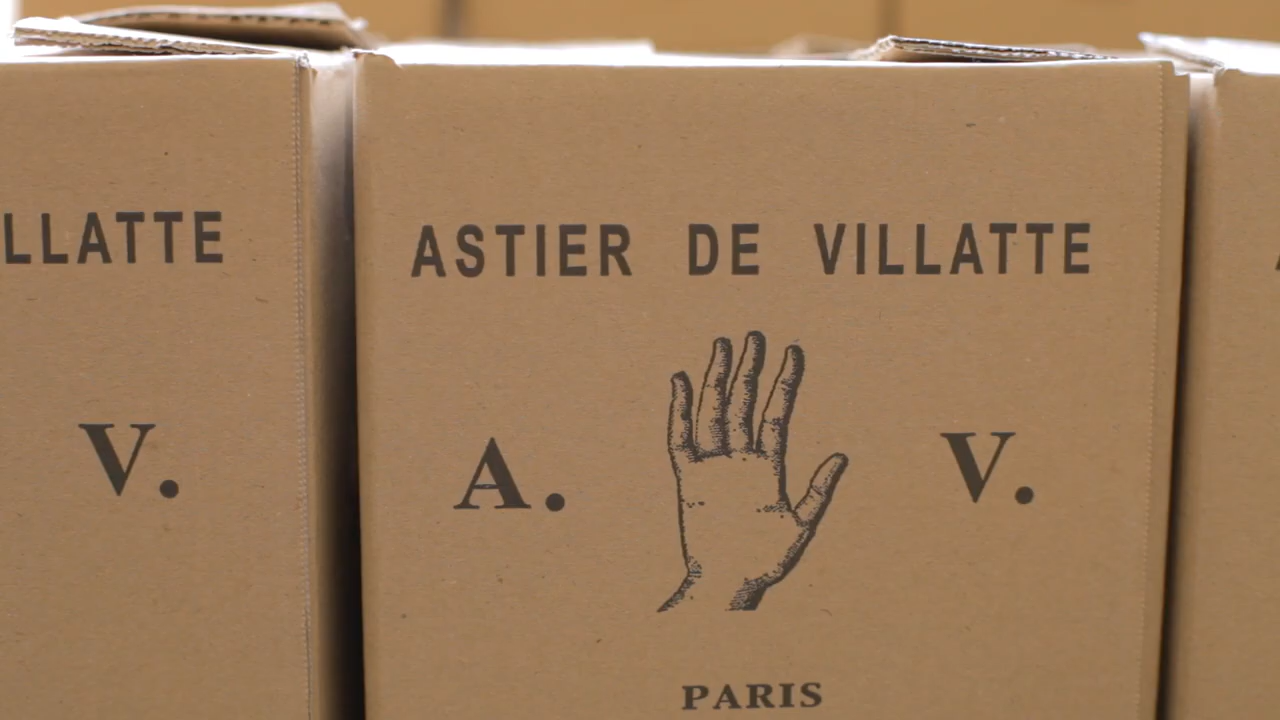 LLATTE
V.
ASTIER DE VILLATTE
A. V.
PARIS